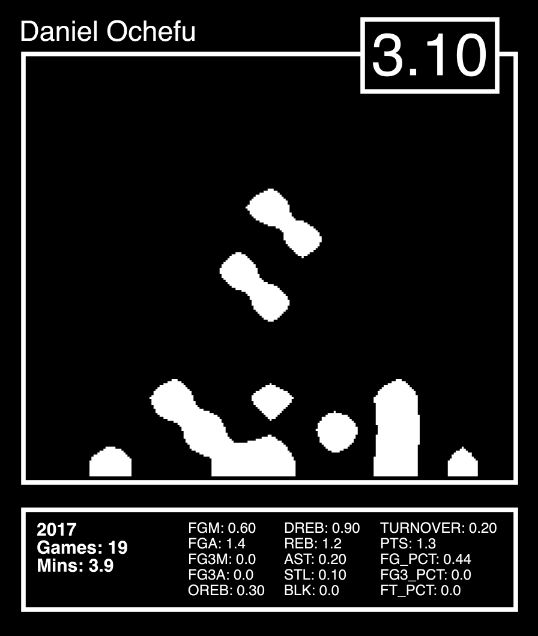 Daniel Ochefu
3.10
2017
Games: 19
Mins: 3.9
FGM: 0.60
FGA: 1.4
FG3M: 0.0
FG3A: 0.0
OREB: 0.30
DREB: 0.90
REB: 1.2
AST: 0.20
STL: 0.10
BLK: 0.0
TURNOVER: 0.20
PTS: 1.3
FG_PCT: 0.44
FG3_PCT: 0.0
FT_PCT: 0.0